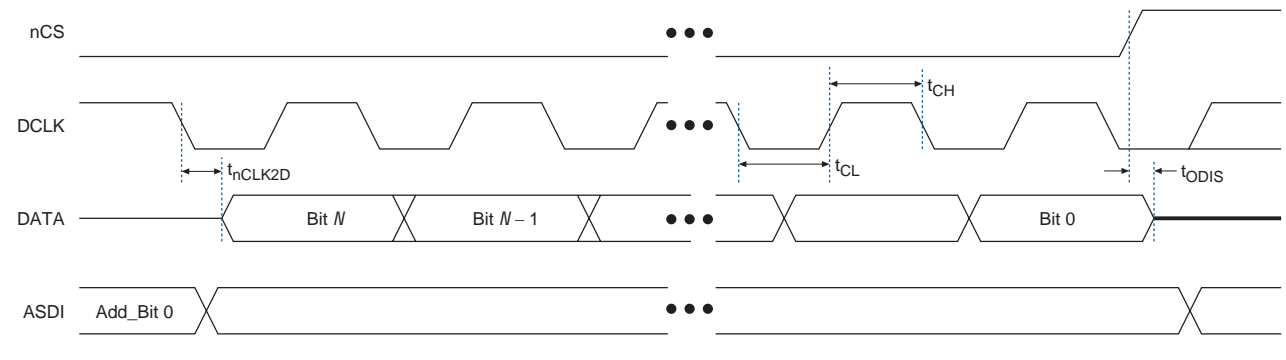 nCS
DCLK
tCH
tCL
tnCLK2D
tODIS
DATA
Bit N
Bit N – 1
Bit 0
ASDI
Add_Bit 0